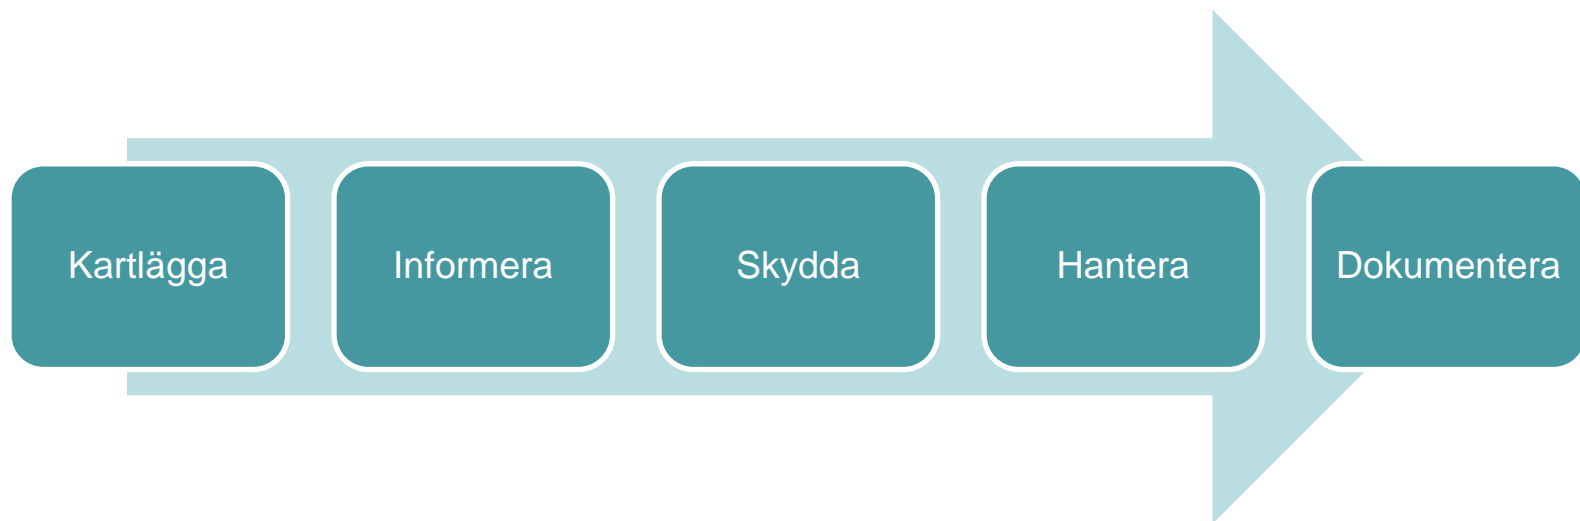 Kartlägga
Informera
Skydda
Hantera
Dokumentera